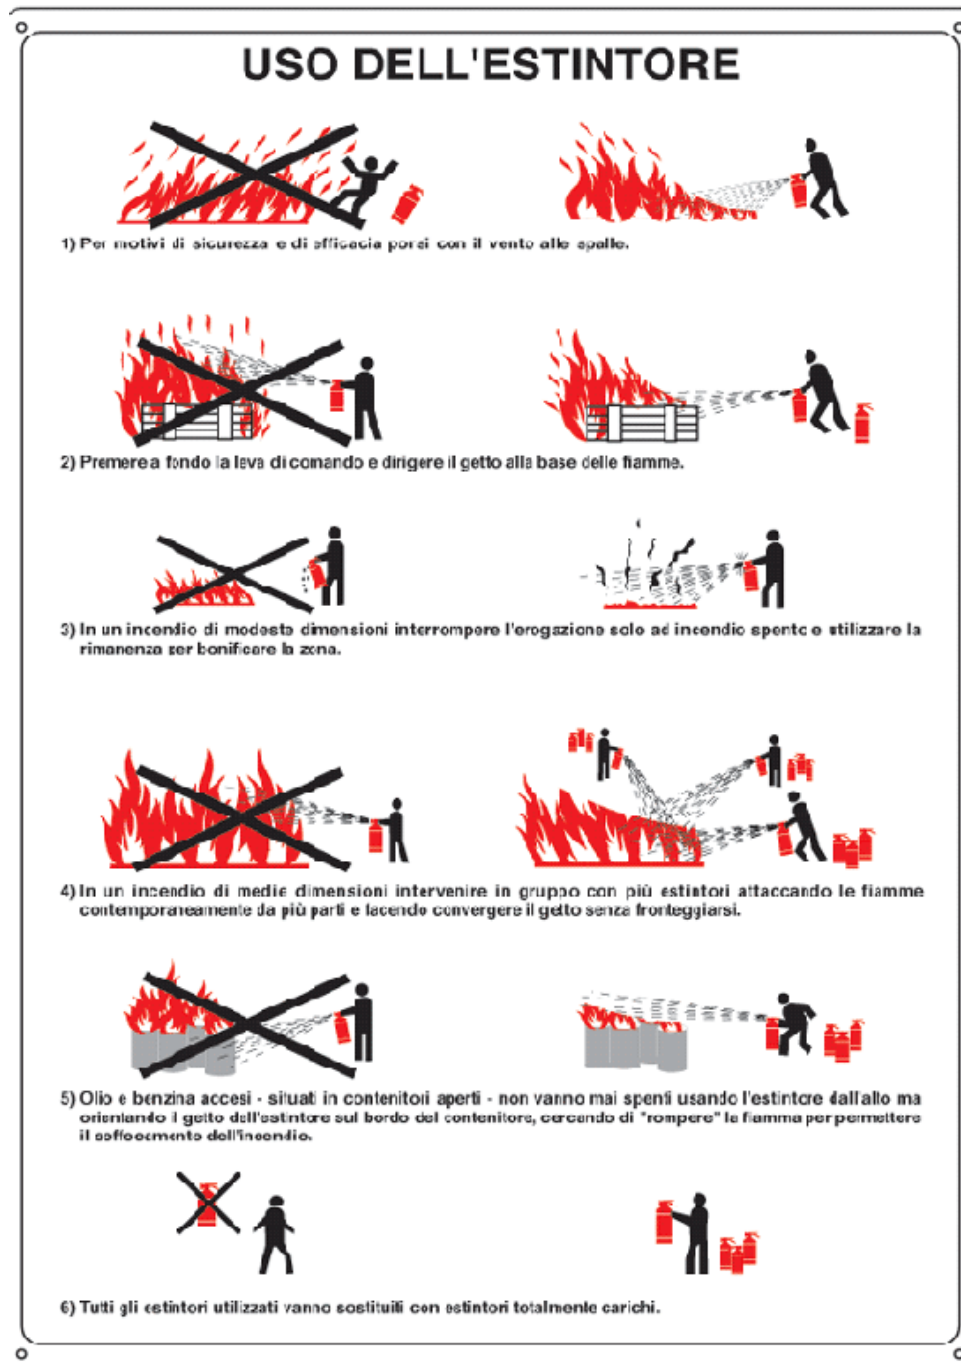 USO DELL'ESTINTORE
1) Per motivi di sicurezza e di efficacia porsi con il vento alle spalle.
2) Premere a fondo la leva di comando e dirigere il getto alla base delle fiamme.
3) In un incendio di modeste dimensioni interrompere l'erogazione solo ad incendio spento e utilizzare la
rimanenza per bonificare la zona.
4) In un incendio di medie dimensioni intervenire in gruppo con più estintori attaccando le fiamme
contemporaneamente da più parti e facendo convergere il getto senza fronteggiarsi.
5) Olio e benzina accesi - situati in contenitori aperti - non vanno mai spenti usando l'estintore dall'alto ma
orientando il getto dell'estintore sul bordo del contenitore, cercando di "rompere" la fiamma per permettere
il soffocamento dell'incendio.
6) Tutti gli estintori utilizzati vanno sostituiti con estintori totalmente carichi.